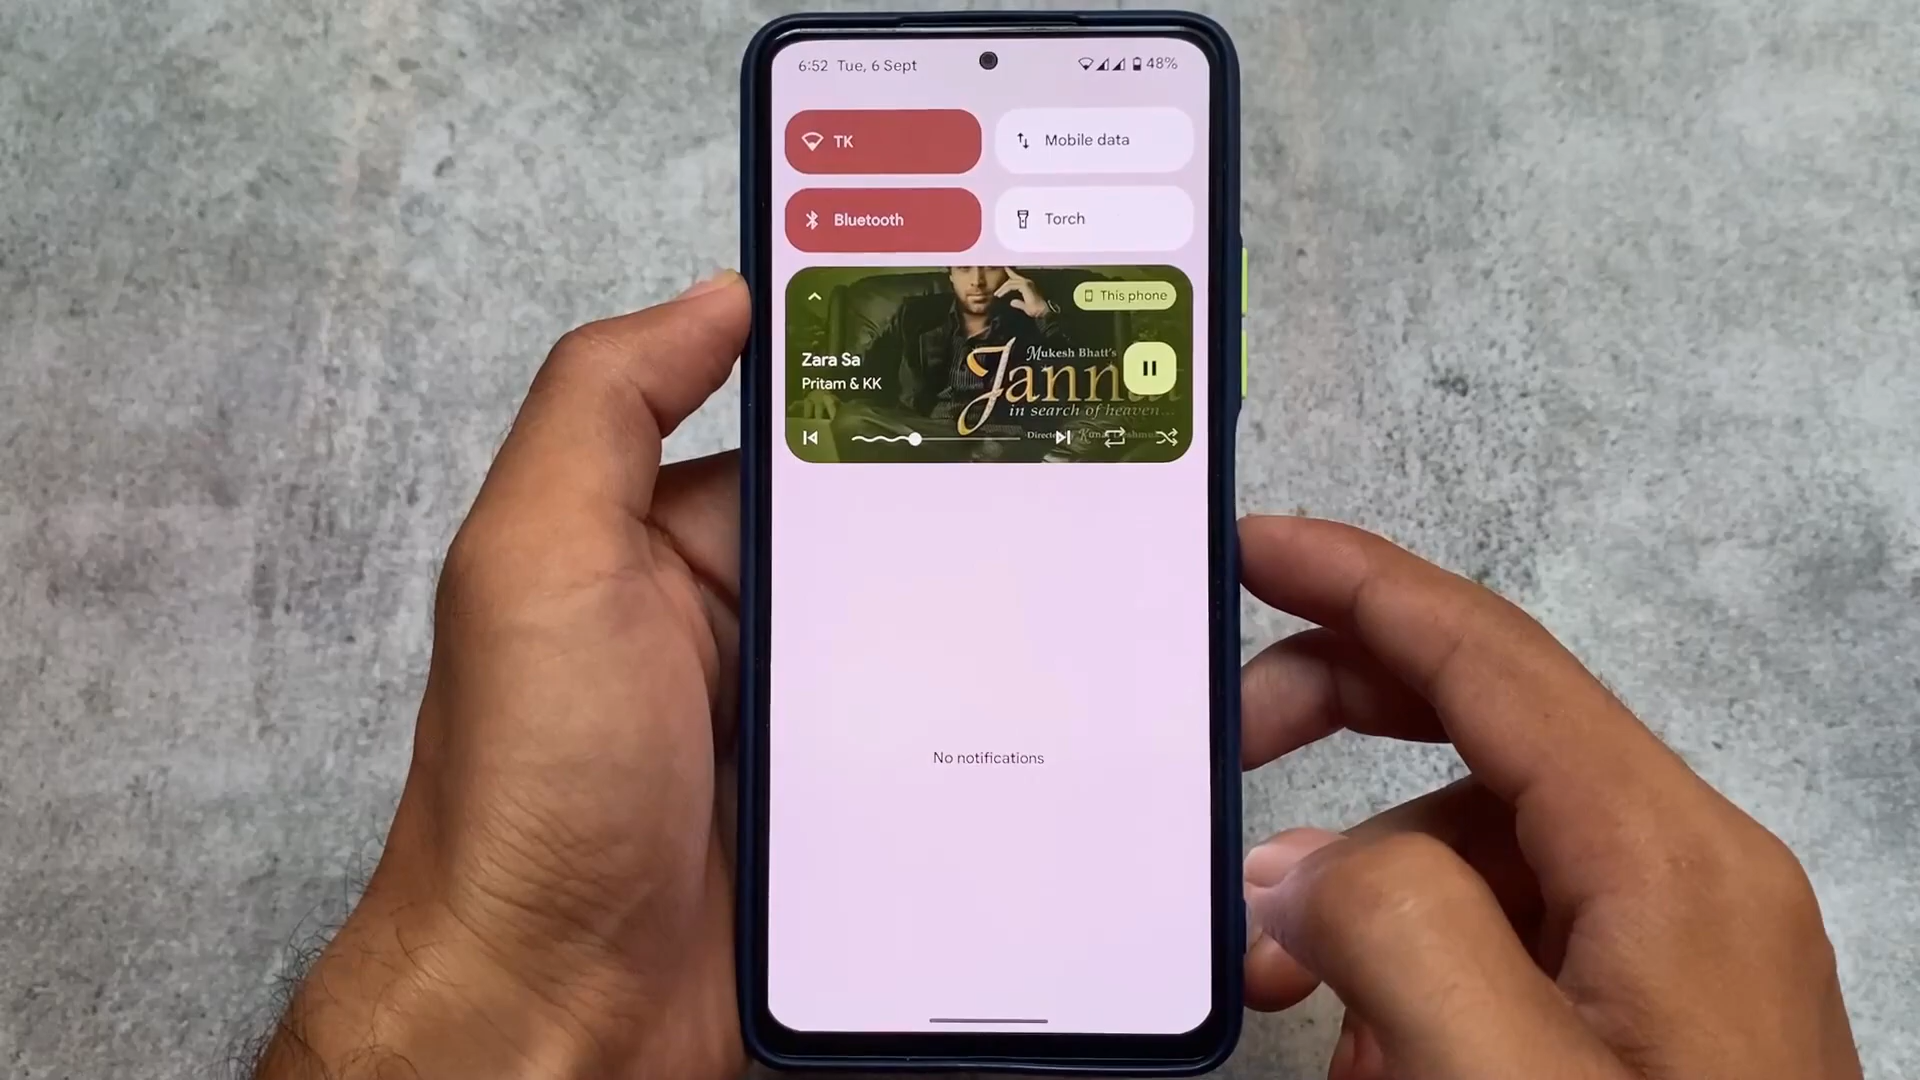 6:52 Tue, 6 Sept
48%
TK
Mobile data
Bluetooth
Torch
This phone
Zara Sa
Pritam & KK
Mukesh Bhatt's
Jann
in search of heaven...
No notifications